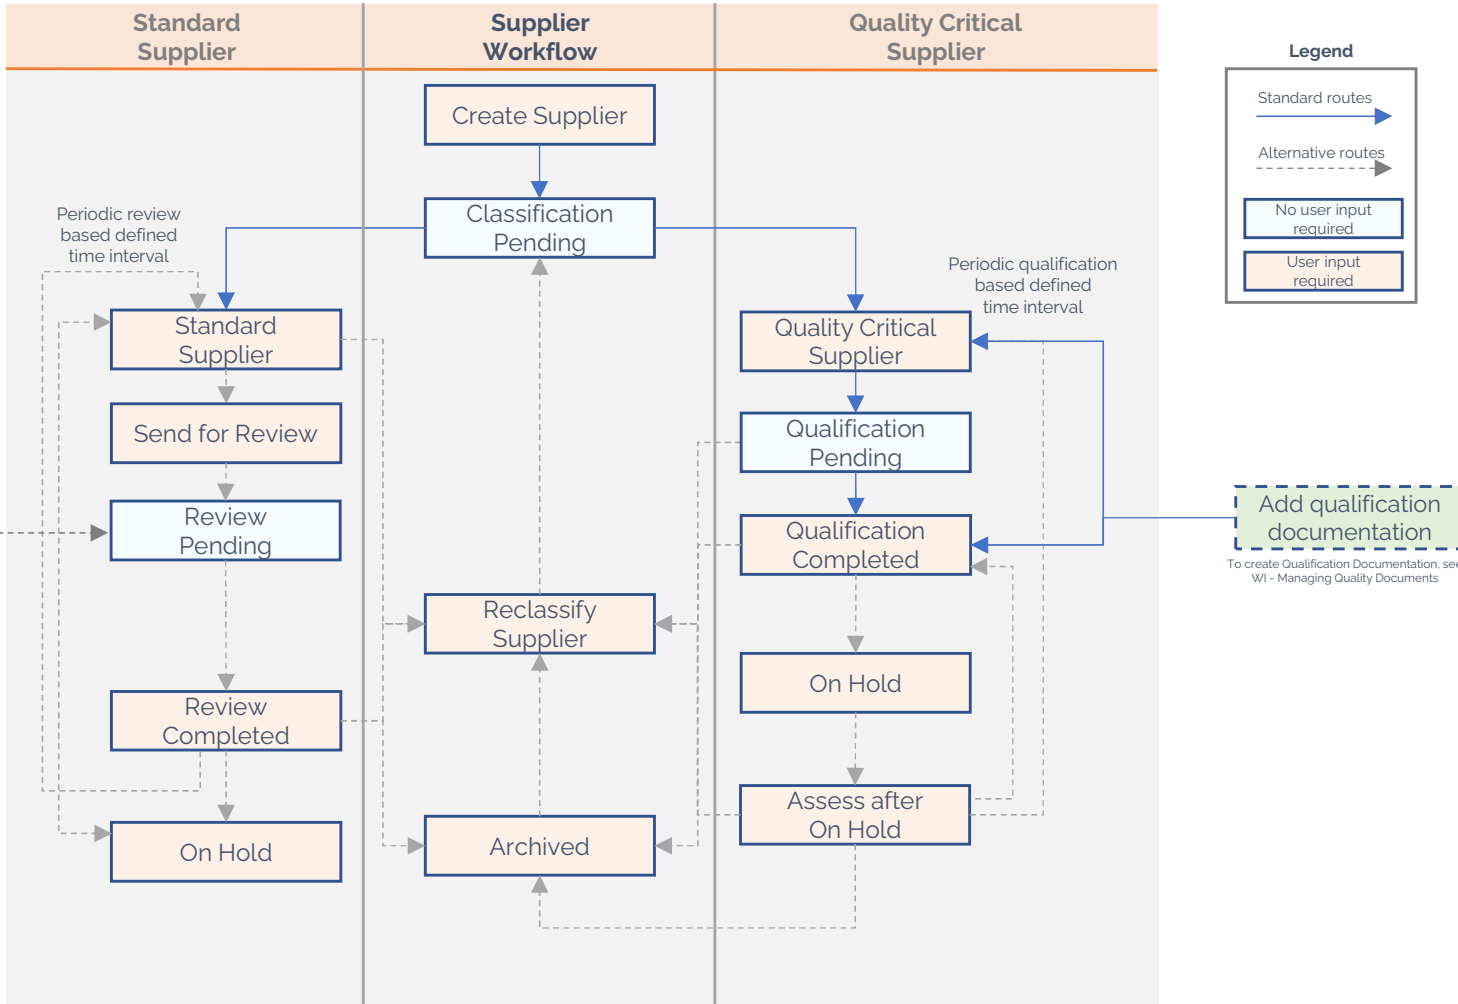 Standard
Supplier
Supplier
Workflow
Quality Critical
Supplier
Legend
Standard routes
Alternative routes
No user input
required
User input
required
Create Supplier
Classification
Pending
Periodic review
based defined
time interval
Standard
Supplier
Send for Review
Review
Pending
Review
Completed
On Hold
Reclassify
Supplier
Archived
Periodic qualification
based defined
time interval
Quality Critical
Supplier
Qualification
Pending
Qualification
Completed
On Hold
Assess after
On Hold
Add qualification
documentation
To create Qualification Documentation, see
WI - Managing Quality Documents